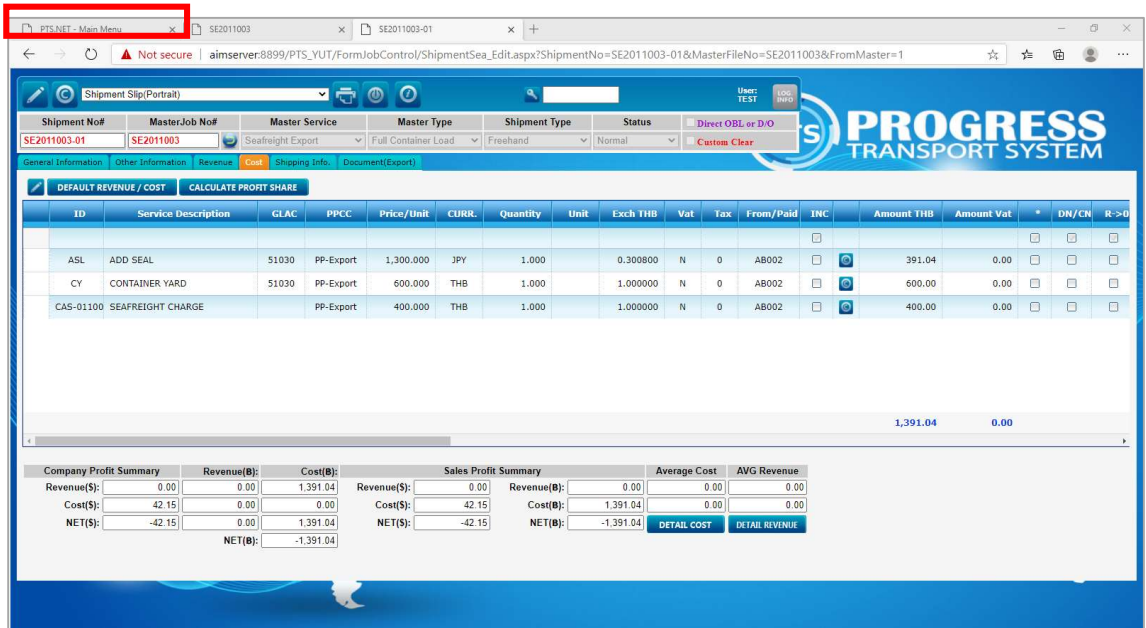 PTS.NET - Main Menu
SE2011003
SE2011003-01
Not secure | aimserver:8899/PTS_YUT/FormJobControl/ShipmentSea_Edit.aspx?ShipmentNo=SE2011003-01&MasterFileNo=SE2011003&FromMaster=1
Shipment Slip(Portrait)
User:
TEST
LOG
INFO
Shipment No# MasterJob No# Master Service Master Type Shipment Type Status Direct OBL or D/O
SE2011003-01 SE2011003 Seafreight Export Full Container Load Freehand Normal Custom Clear
PROGRESS
TRANSPORT SYSTEM
General Information Other Information Revenue Cost Shipping Info. Document(Export)
DEFAULT REVENUE / COST CALCULATE PROFIT SHARE
ID Service Description GLAC PPCC Price/Unit CURR. Quantity Unit Exch THB Vat Tax From/Paid INC Amount THB Amount Vat * DN/CN R->0
ASL ADD SEAL 51030 PP-Export 1,300.000 JPY 1.000 0.300800 N 0 AB002 391.04 0.00
CY CONTAINER YARD 51030 PP-Export 600.000 THB 1.000 1.000000 N 0 AB002 600.00 0.00
CAS-01100 SEAFREIGHT CHARGE PP-Export 400.000 THB 1.000 1.000000 N 0 AB002 400.00 0.00
1,391.04 0.00
Company Profit Summary Revenue(B): Cost(B): Sales Profit Summary Average Cost AVG Revenue
Revenue($): 0.00 0.00 1,391.04 Revenue($): 0.00 Revenue(B): 0.00 0.00 0.00
Cost($): 42.15 0.00 0.00 Cost($): 42.15 Cost(B): 1,391.04 0.00 0.00
NET($): -42.15 0.00 1,391.04 NET($): -42.15 NET(B): -1,391.04 DETAIL COST DETAIL REVENUE
NET(B): -1,391.04